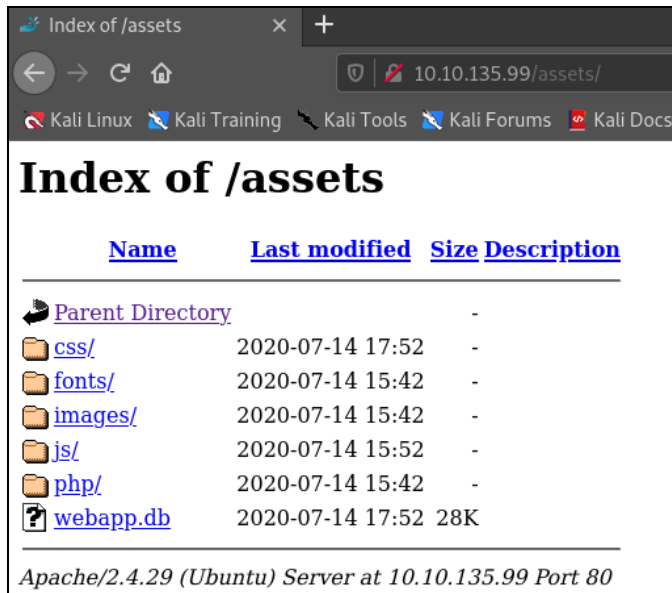 Index of /assets
10.10.135.99/assets/
Kali Linux Kali Training Kali Tools Kali Forums Kali Docs
Index of /assets
Name Last modified Size Description
Parent Directory -
css/ 2020-07-14 17:52 -
fonts/ 2020-07-14 15:42 -
images/ 2020-07-14 15:42 -
js/ 2020-07-14 15:52 -
php/ 2020-07-14 15:42 -
webapp.db 2020-07-14 17:52 28K
Apache/2.4.29 (Ubuntu) Server at 10.10.135.99 Port 80